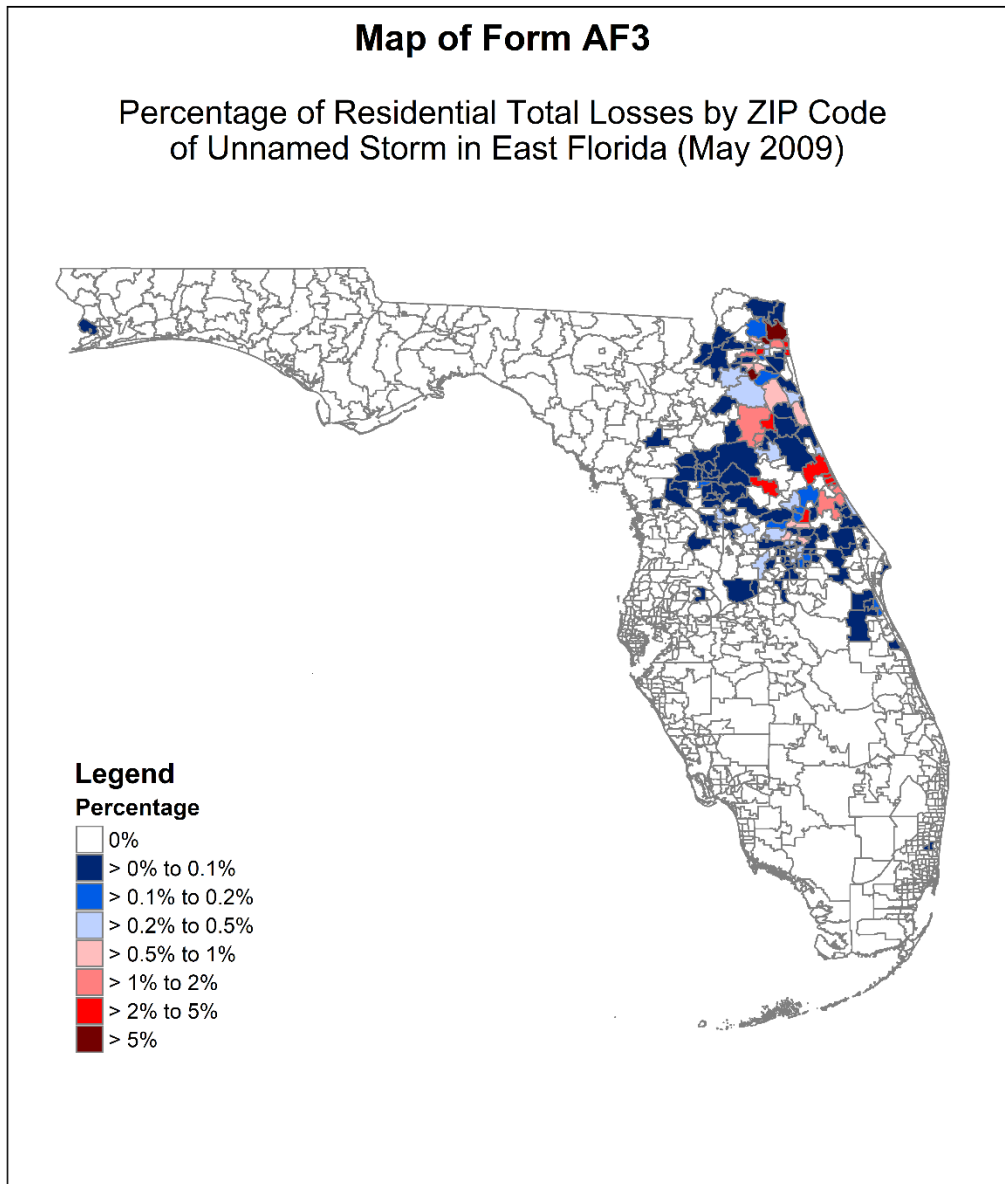 Map of Form AF3
Percentage of Residential Total Losses by ZIP Code
of Unnamed Storm in East Florida (May 2009)
Legend
Percentage
0%
> 0% to 0.1%
> 0.1% to 0.2%
> 0.2% to 0.5%
> 0.5% to 1%
> 1% to 2%
> 2% to 5%
> 5%